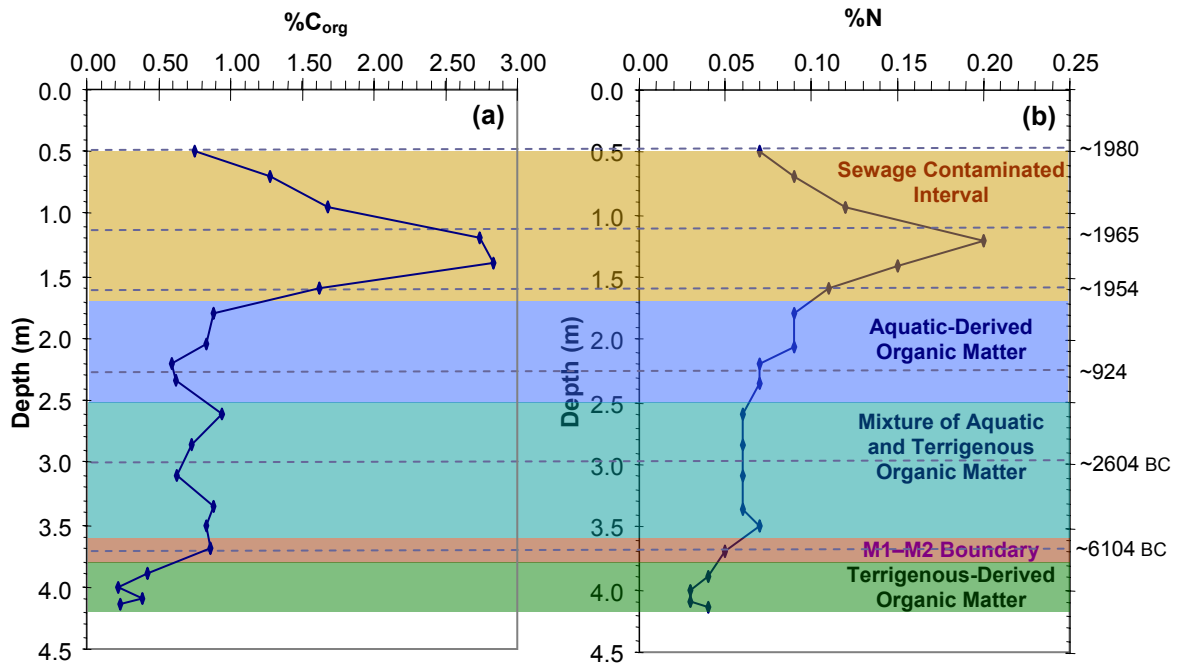 %Corg
%N
0.00 0.50 1.00 1.50 2.00 2.50 3.00
0.00 0.05 0.10 0.15 0.20 0.25
(a)
(b)
0.0
0.5
1.0
1.5
2.0
2.5
3.0
3.5
4.0
4.5
Depth (m)
0.0
0.5
1.0
1.5
2.0
2.5
3.0
3.5
4.0
4.5
Depth (m)
Sewage Contaminated
Interval
Aquatic-Derived
Organic Matter
Mixture of Aquatic
and Terrigenous
Organic Matter
M1–M2 Boundary
Terrigenous-Derived
Organic Matter
~1980
~1965
~1954
~924
~2604 BC
~6104 BC